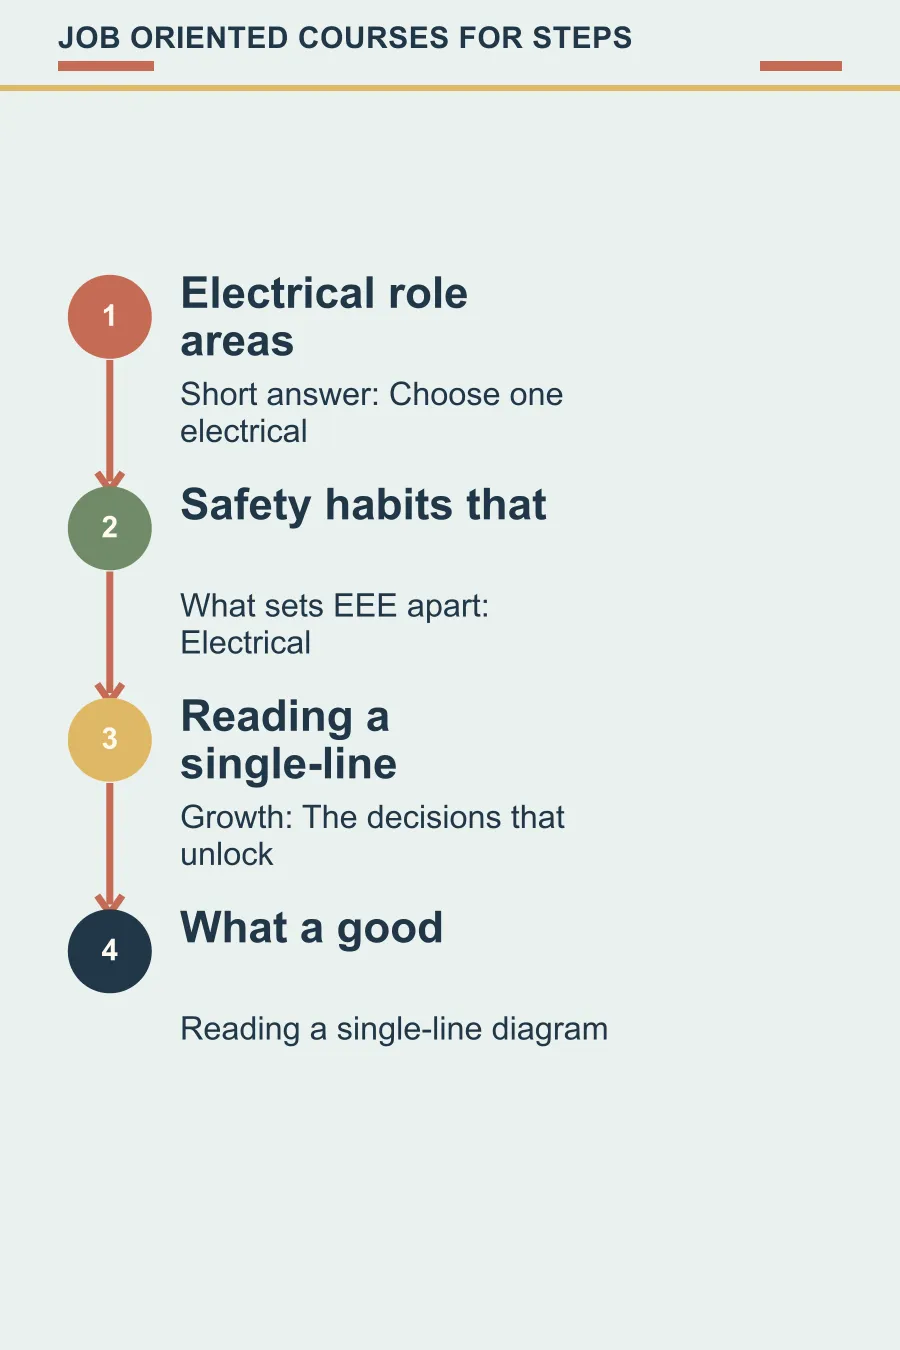 JOB ORIENTED COURSES FOR STEPS
1
Electrical role
areas
Short answer: Choose one
electrical
2
Safety habits that
What sets EEE apart:
Electrical
3
Reading a
single-line
Growth: The decisions that
unlock
4
What a good
Reading a single-line diagram